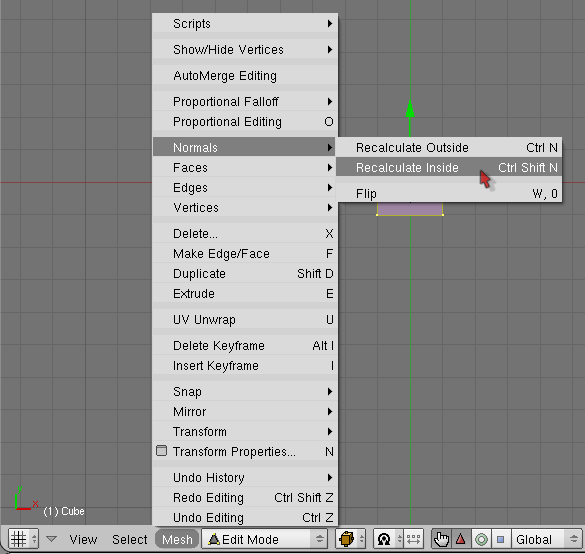 Scripts
Show/Hide Vertices
AutoMerge Editing
Proportional Falloff
Proportional Editing O
Normals
Recalculate Outside Ctrl N
Recalculate Inside Ctrl Shift N
Flip W, 0
Faces
Edges
Vertices
Delete... X
Make Edge/Face F
Duplicate Shift D
Extrude E
UV Unwrap U
Delete Keyframe Alt I
Insert Keyframe I
Snap
Mirror
Transform
Transform Properties... N
Undo History
Redo Editing Ctrl Shift Z
Undo Editing Ctrl Z
z
x
(1) Cube
View Select Mesh Edit Mode Global